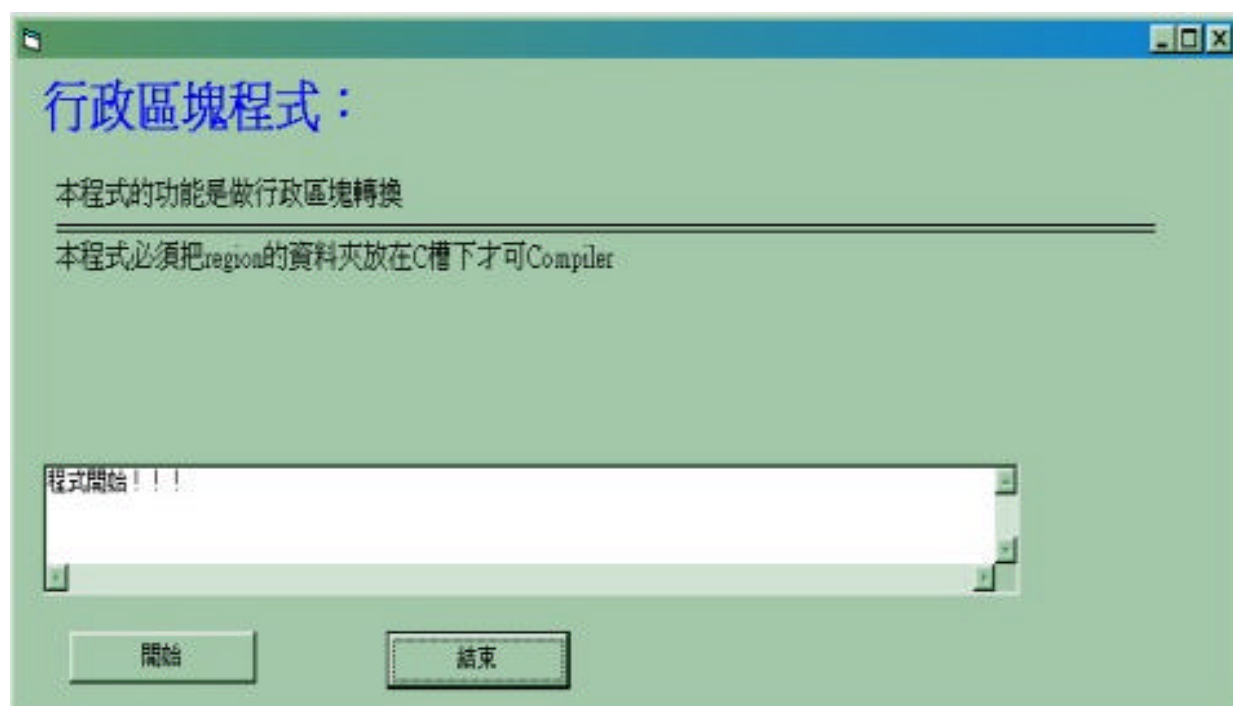 行政區塊程式：
本程式的功能是做行政區塊轉換
本程式必須把region的資料夾放在C槽下才可Compiler
程式開始！！！
開始
結束